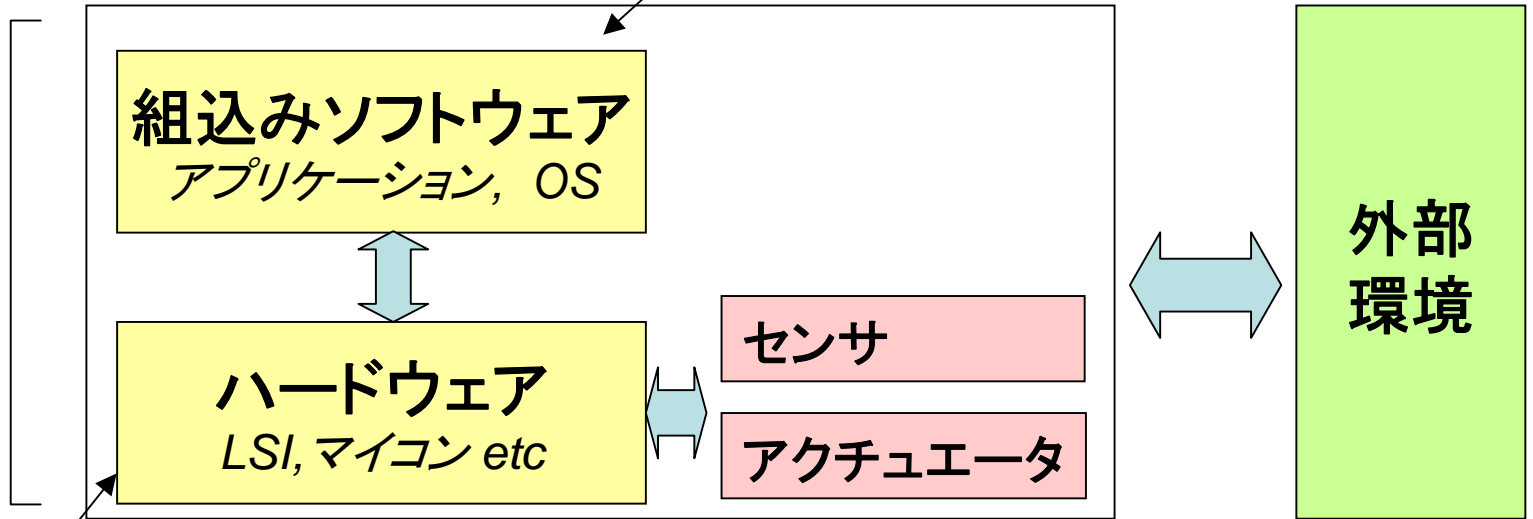 組込みソフトウェア
アプリケーション, OS
ハードウェア
LSI,マイコン etc
センサ
アクチュエータ
外部
環境